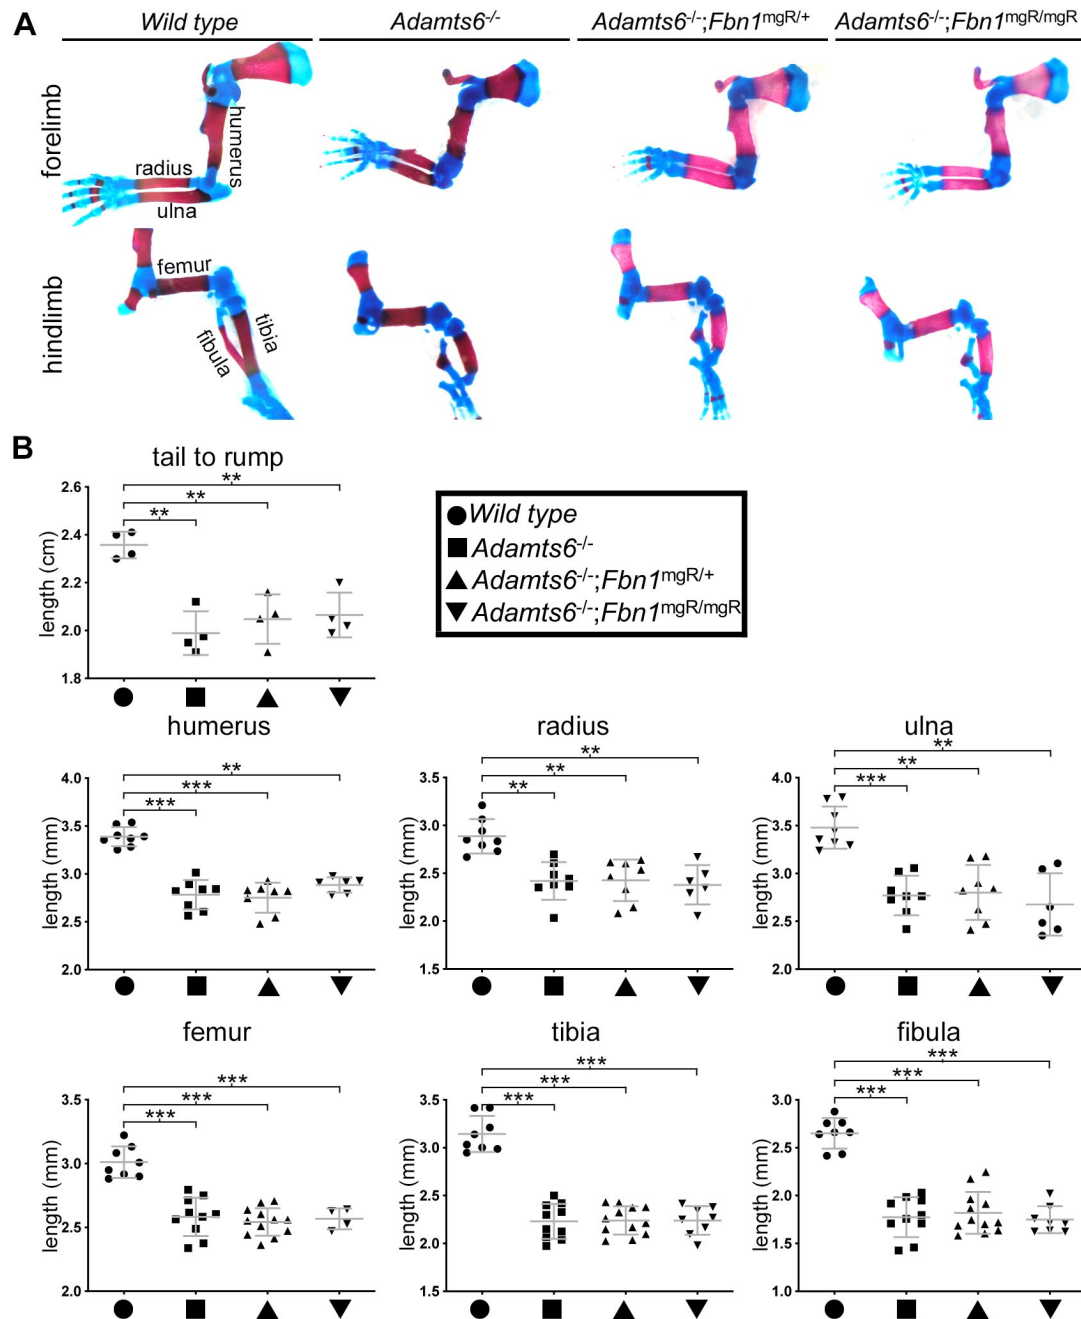 A
Wild type Adamts6-/- Adamts6-/-;Fbn1mgR/+ Adamts6-/-;Fbn1mgR/mgR
forelimb
humerus
radius
ulna
hindlimb
femur
tibia
fibula
B
tail to rump
length (cm)
2.6
2.4
2.2
2.0
1.8
**
**
**
Wild type
Adamts6-/-
Adamts6-/-;Fbn1mgR/+
Adamts6-/-;Fbn1mgR/mgR
humerus
length (mm)
4.0
3.5
3.0
2.5
2.0
**
***
***
radius
length (mm)
3.5
3.0
2.5
2.0
1.5
**
**
**
ulna
length (mm)
4.0
3.5
3.0
2.5
2.0
**
**
***
femur
length (mm)
3.5
3.0
2.5
2.0
***
***
***
tibia
length (mm)
3.5
3.0
2.5
2.0
1.5
***
***
***
fibula
length (mm)
3.0
2.5
2.0
1.5
1.0
***
***
***